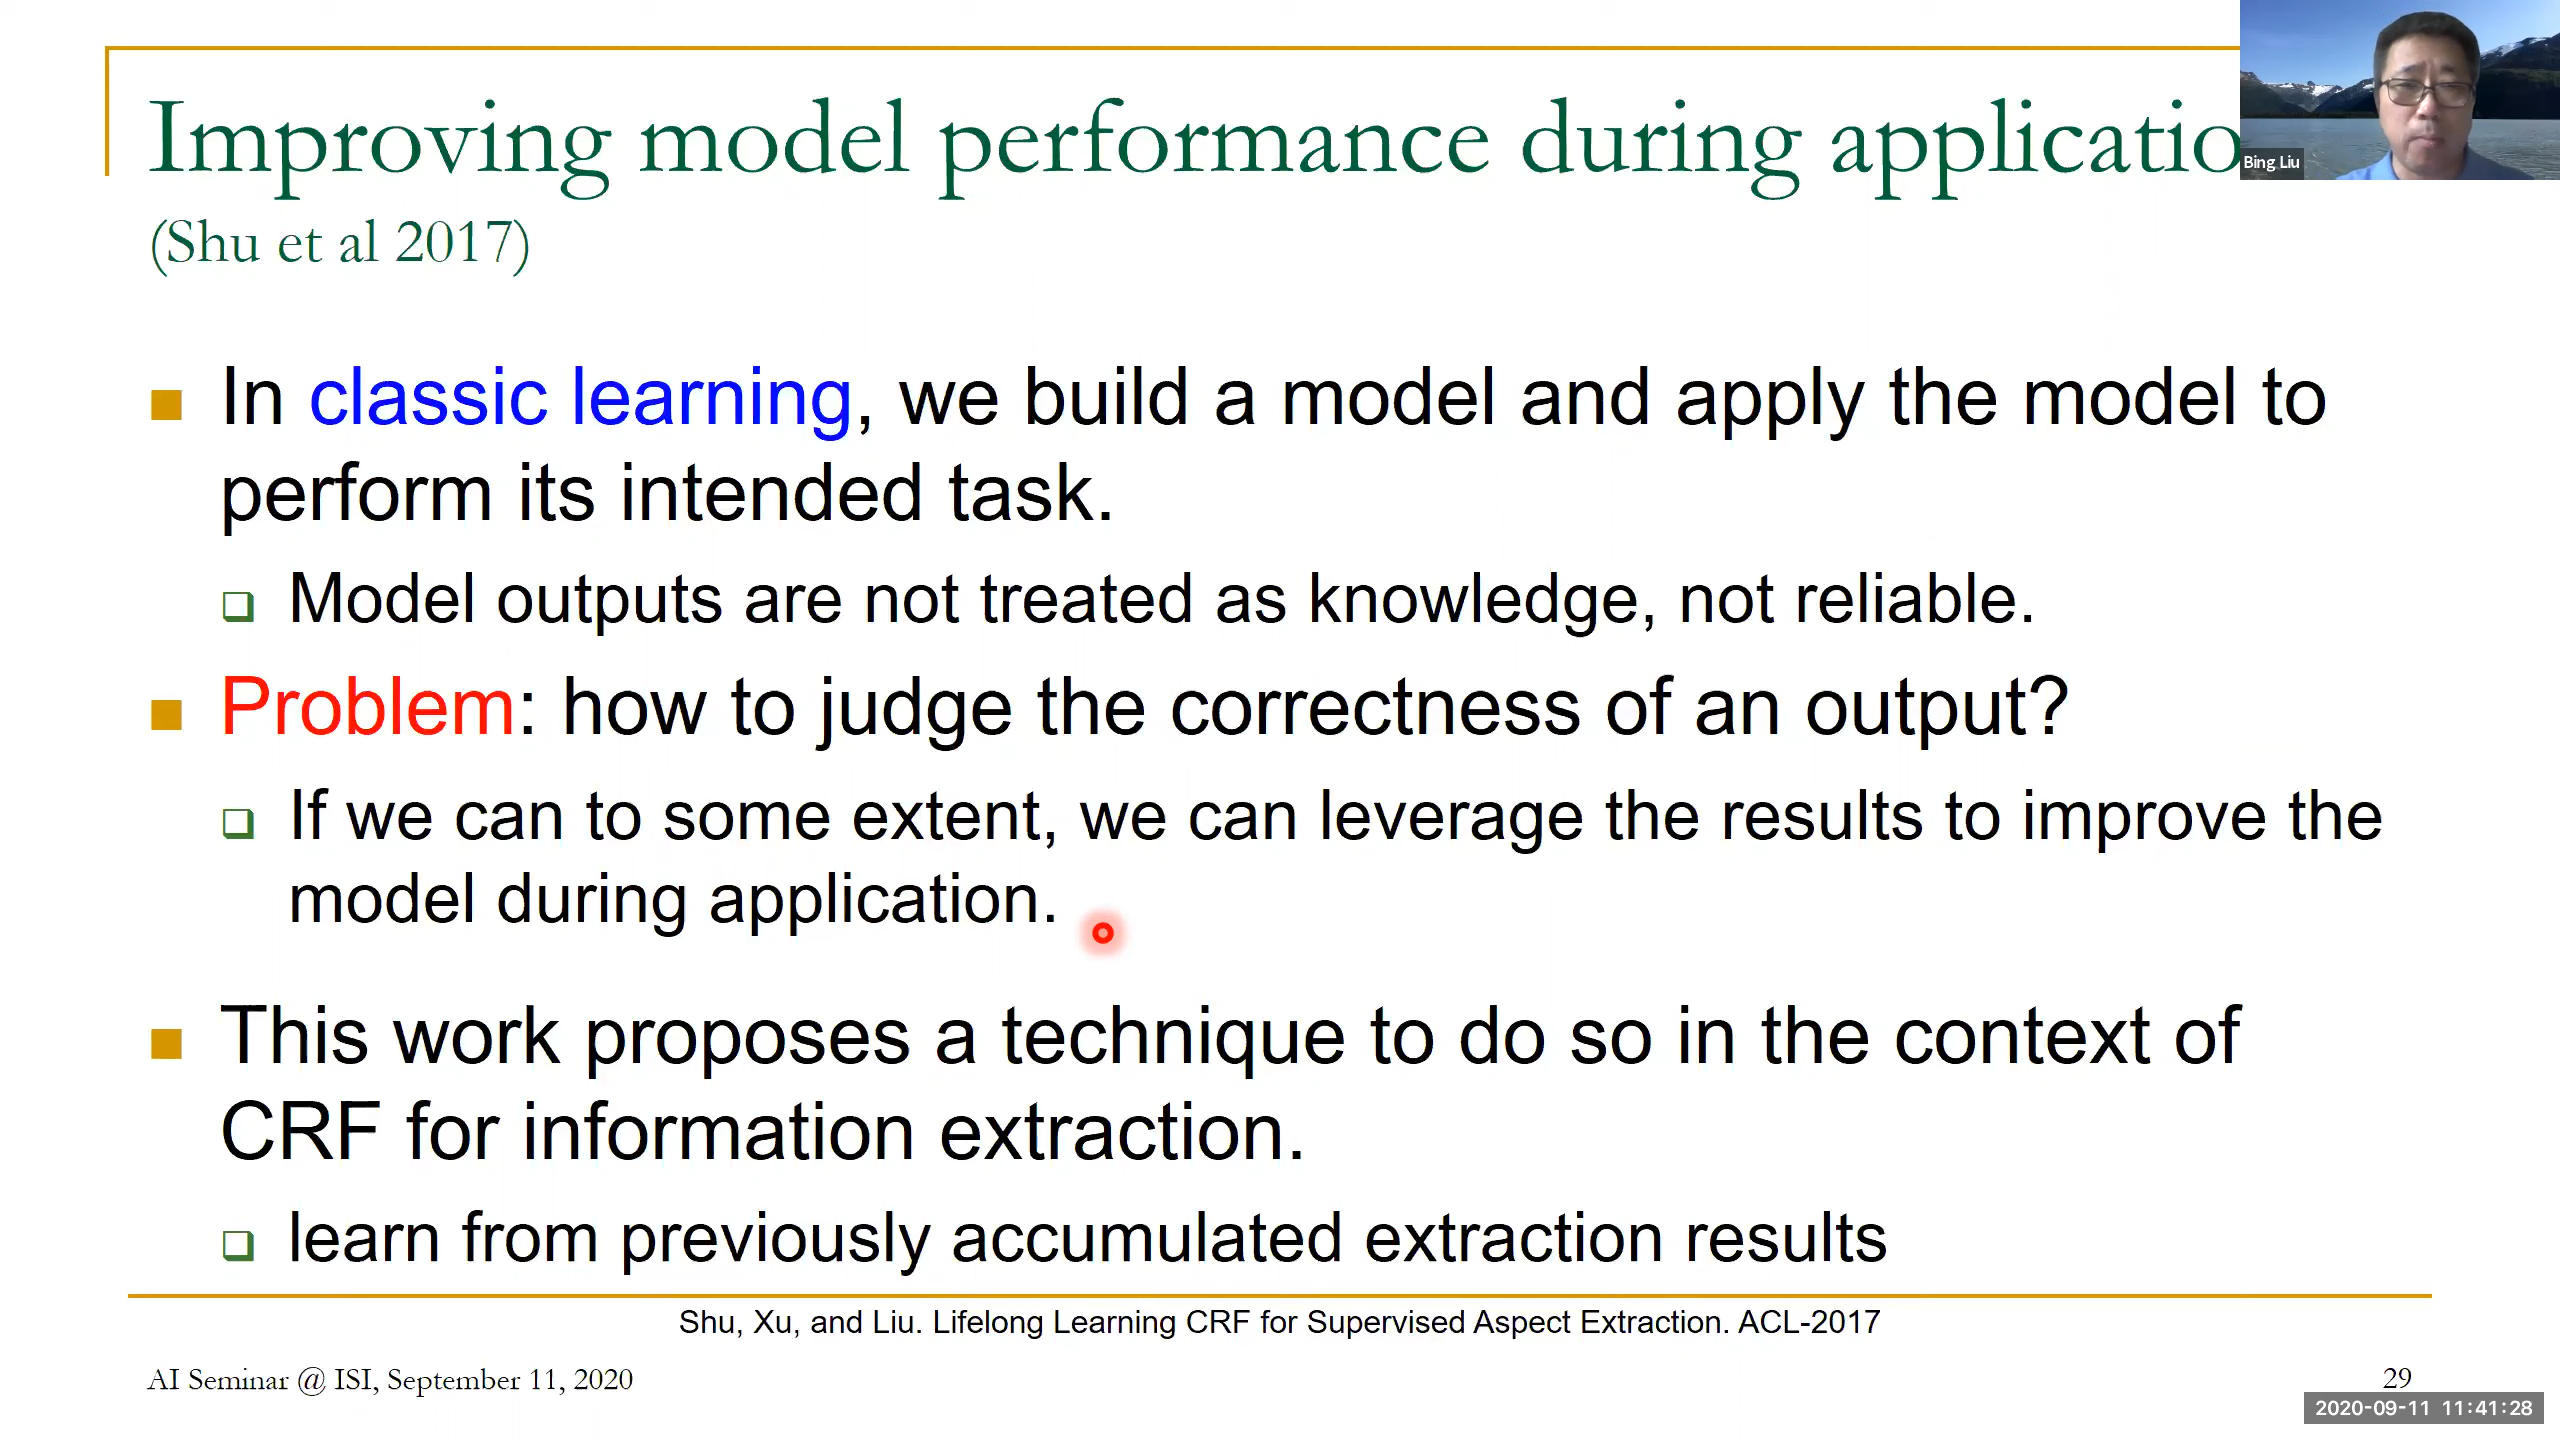 Improving model performance during applicatio
Bing Liu
(Shu et al 2017)
In classic learning, we build a model and apply the model to
perform its intended task.
Model outputs are not treated as knowledge, not reliable.
Problem: how to judge the correctness of an output?
If we can to some extent, we can leverage the results to improve the
model during application.
This work proposes a technique to do so in the context of
CRF for information extraction.
learn from previously accumulated extraction results
Shu, Xu, and Liu. Lifelong Learning CRF for Supervised Aspect Extraction. ACL-2017
AI Seminar @ ISI, September 11, 2020
29
2020-09-11 11:41:28